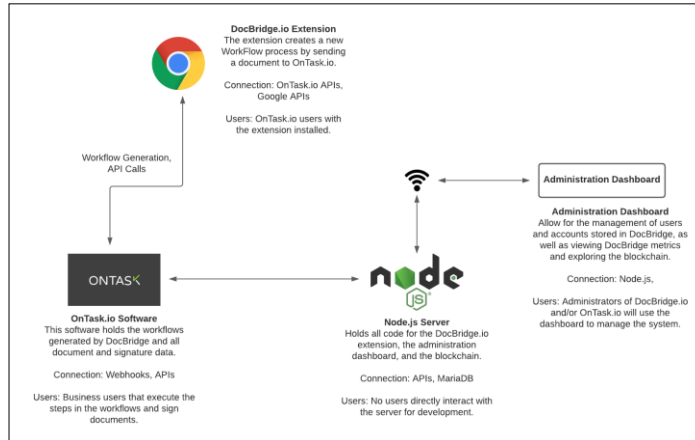 DocBridge.io Extension
The extension creates a new
WorkFlow process by sending
a document to OnTask.io.
Connection: OnTask.io APIs,
Google APIs
Users: OnTask.io users with
the extension installed.
Workflow Generation,
API Calls
Administration Dashboard
Administration Dashboard
Allow for the management of users
and accounts stored in DocBridge, as
well as viewing DocBridge metrics
and exploring the blockchain.
Connection: Node.js,
Users: Administrators of DocBridge.io
and/or OnTask.io will use the
dashboard to manage the system.
ONTASK
OnTask.io Software
This software holds the workflows
generated by DocBridge and all
document and signature data.
Connection: Webhooks, APIs
Users: Business users that execute the
steps in the workflows and sign
documents.
node
JS
Node.js Server
Holds all code for the DocBridge.io
extension, the administration
dashboard, and the blockchain.
Connection: APIs, MariaDB
Users: No users directly interact with
the server for development.